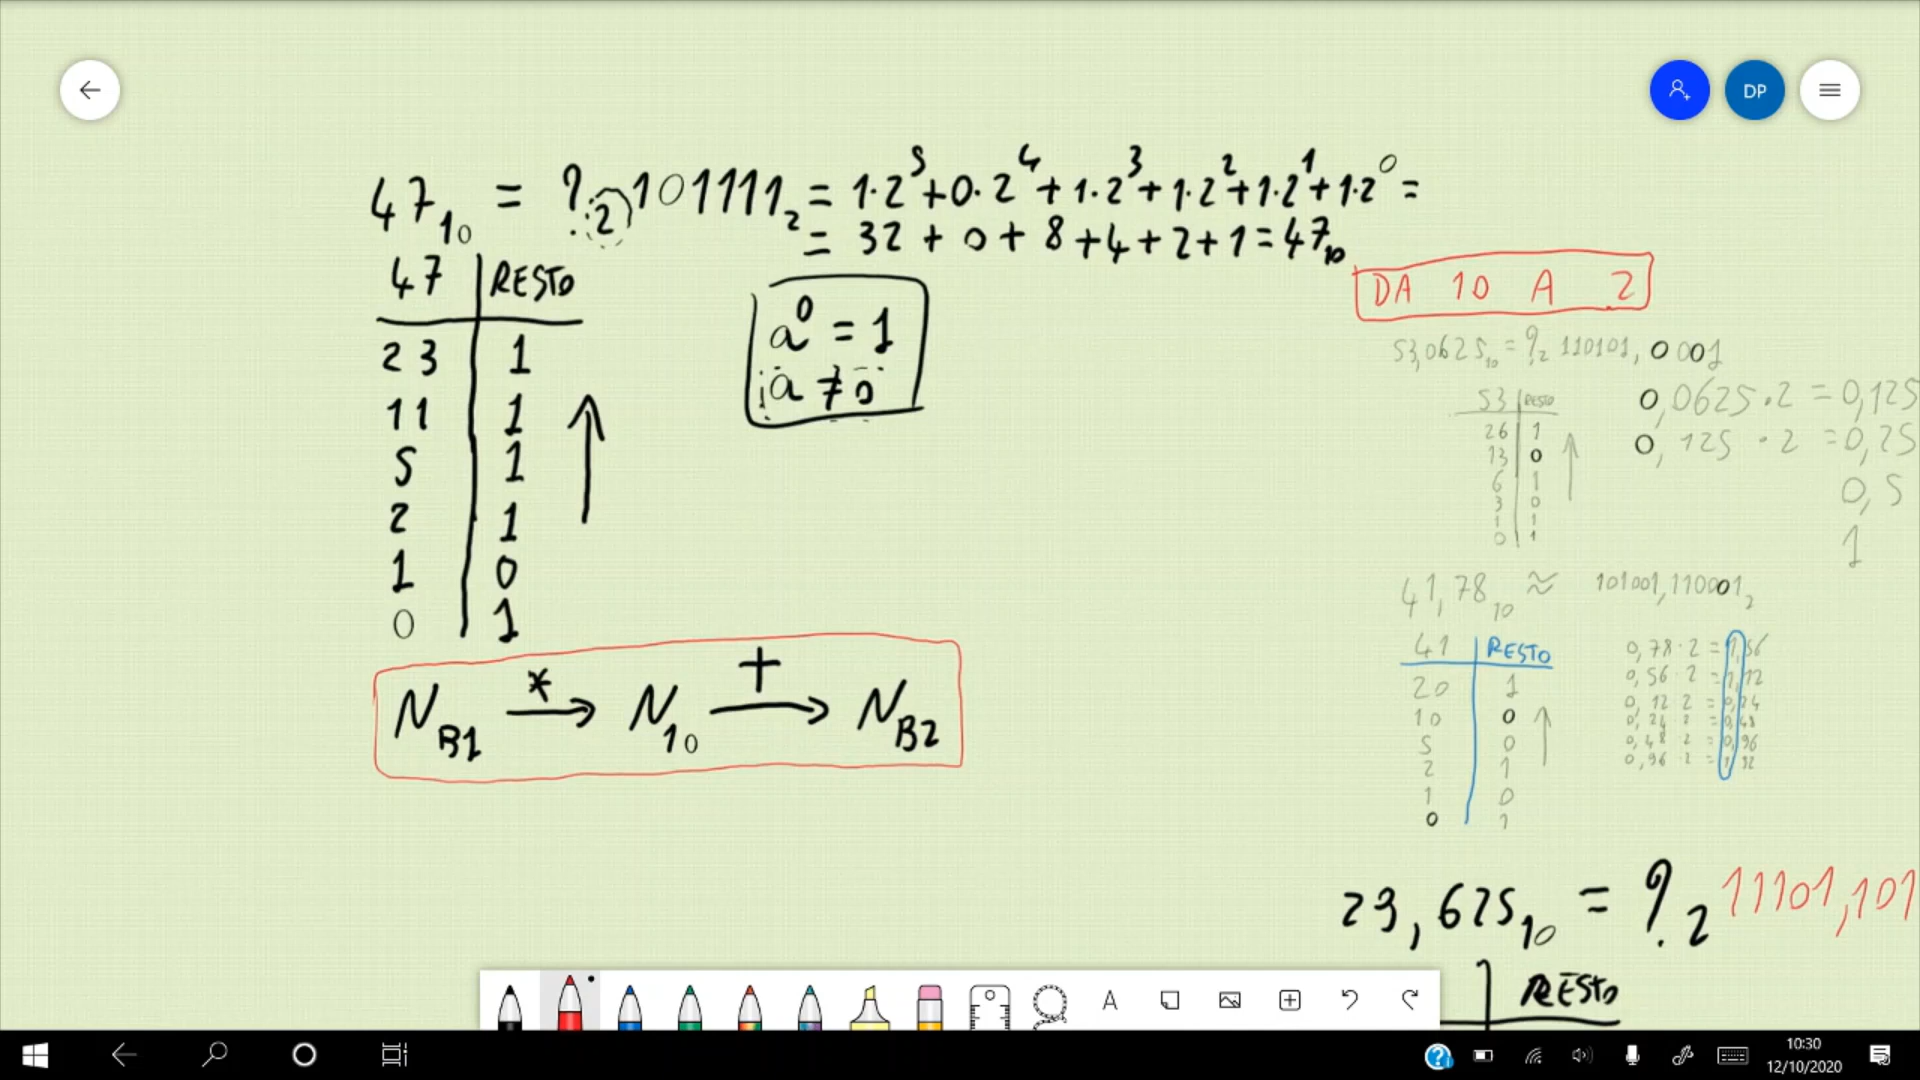 DP
47₁₀ = ?₂ 101111₂ = 1·2⁵+0·2⁴+1·2³+1·2²+1·2¹+1·2⁰ =
= 32 + 0 + 8 + 4 + 2 + 1 = 47₁₀
47 | RESTO
23 | 1
11 | 1
5 | 1
2 | 1
1 | 0
0 | 1
a⁰ = 1
a ≠ 0
N_B1 * → N₁₀ + → N_B2
DA 10 A 2
53,0625₁₀ = ?₂ 110101,0001
53 | RESTO
26 | 1
13 | 0
6 | 1
3 | 0
1 | 1
0 | 1
0,0625·2 = 0,125
0,125 ·2 = 0,25
0,5
1
41,78₁₀ ≈ 101001,110001₂
41 | RESTO
20 | 1
10 | 0
5 | 0
2 | 1
1 | 0
0 | 1
0,78·2 = 1,56
0,56·2 = 1,12
0,12 2 = 0,24
0,24 2 = 0,48
0,48 2 = 0,96
0,96 ·2 = 1,92
23,625₁₀ = ?₂ 11101,101
RESTO
A
10:30
12/10/2020